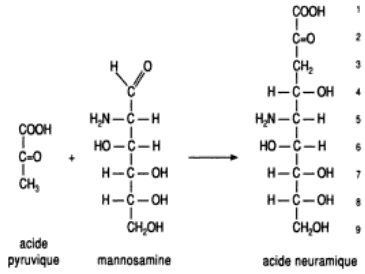 COOH 1
C=O 2
CH2 3
H–C–OH 4
H2N–C–H 5
HO–C–H 6
H–C–OH 7
H–C–OH 8
CH2OH 9
acide neuramique
H O
C
H2N–C–H
HO–C–H
H–C–OH
H–C–OH
CH2OH
mannosamine
+
COOH
C=O
CH3
acide
pyruvique